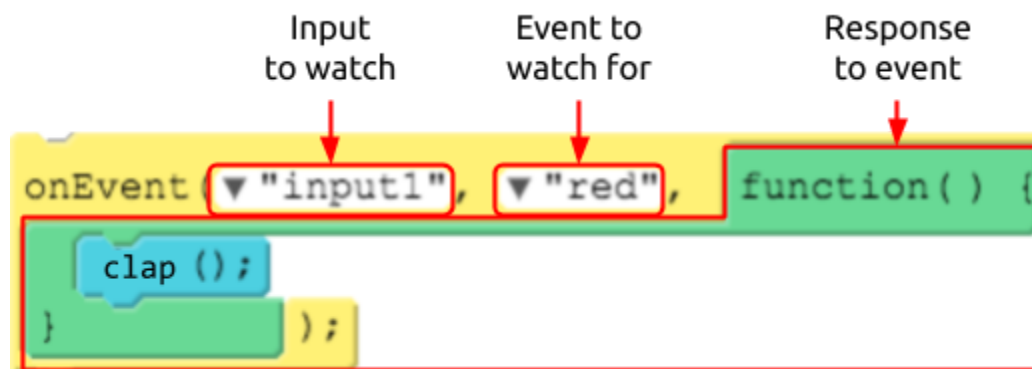 Input
to watch
Event to
watch for
Response
to event
onEvent(▼"input1", ▼"red", function( ) {
clap ();
} );